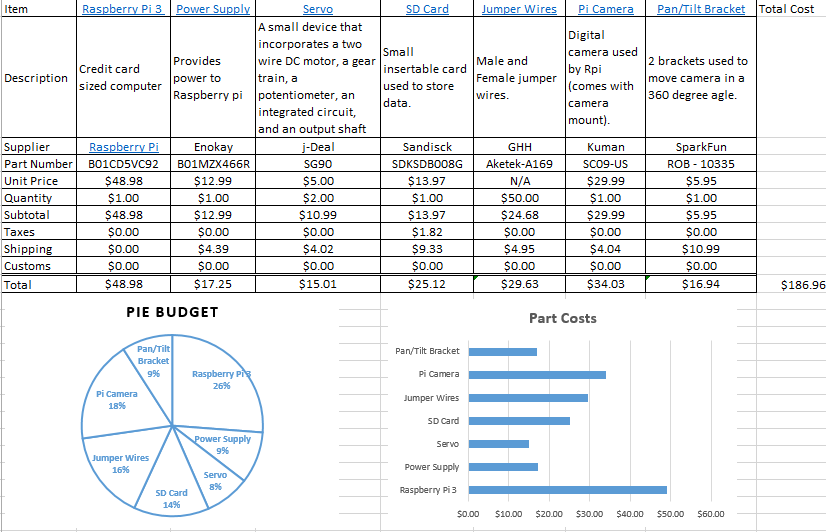 Item Raspberry Pi 3 Power Supply Servo SD Card Jumper Wires Pi Camera Pan/Tilt Bracket Total Cost
Description
Credit card
sized computer
Provides
power to
Raspberry pi
A small device that
incorporates a two
wire DC motor, a gear
train, a
potentiometer, an
integrated circuit,
and an output shaft
Small
insertable card
used to store
data.
Male and
Female jumper
wires.
Digital
camera used
by Rpi
(comes with
camera
mount).
2 brackets used to
move camera in a
360 degree agle.
Supplier Raspberry Pi Enokay j-Deal Sandisck GHH Kuman SparkFun
Part Number B01CD5VC92 B01MZX466R SG90 SDKSDB008G Aketek-A169 SC09-US ROB - 10335
Unit Price $48.98 $12.99 $5.00 $13.97 N/A $29.99 $5.95
Quantity $1.00 $1.00 $2.00 $1.00 $50.00 $1.00 $1.00
Subtotal $48.98 $12.99 $10.99 $13.97 $24.68 $29.99 $5.95
Taxes $0.00 $0.00 $0.00 $1.82 $0.00 $0.00 $0.00
Shipping $0.00 $4.39 $4.02 $9.33 $4.95 $4.04 $10.99
Customs $0.00 $0.00 $0.00 $0.00 $0.00 $0.00 $0.00
Total $48.98 $17.25 $15.01 $25.12 $29.63 $34.03 $16.94 $186.96
PIE BUDGET
Raspberry Pi 3
26%
Power Supply
9%
Servo
8%
SD Card
14%
Jumper Wires
16%
Pi Camera
18%
Pan/Tilt
Bracket
9%
Part Costs
Pan/Tilt Bracket
Pi Camera
Jumper Wires
SD Card
Servo
Power Supply
Raspberry Pi 3
$0.00 $10.00 $20.00 $30.00 $40.00 $50.00 $60.00